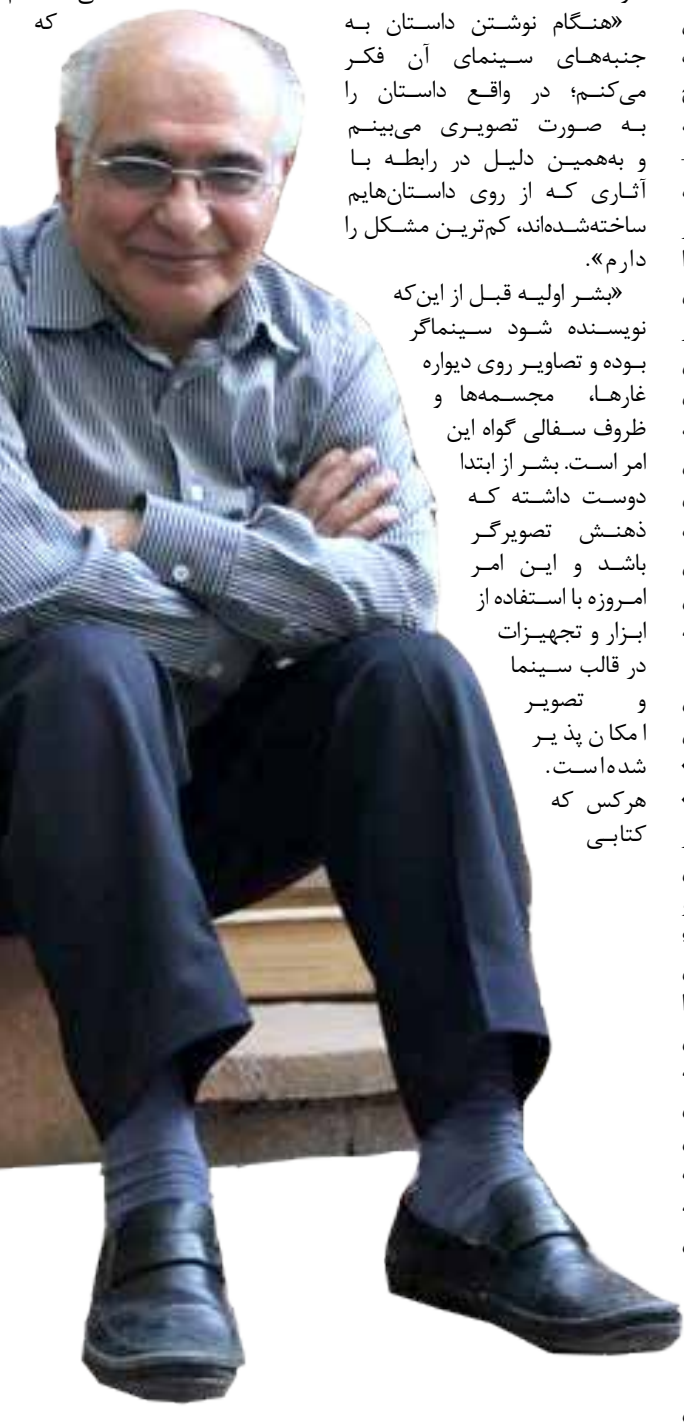 که
«هنگام نوشتن داستان به
جنبه‌های سینمای آن فکر
می‌کنم؛ در واقع داستان را
به صورت تصویری می‌بینم
و به‌همین دلیل در رابطه با
آثاری که از روی داستان‌هایم
ساخته‌شده‌اند، کم‌ترین مشکل را
دارم».
«بشر اولیه قبل از این‌که
نویسنده شود سینماگر
بوده و تصاویر روی دیواره
غارها، مجسمه‌ها و
ظروف سفالی گواه این
امر است. بشر از ابتدا
دوست داشته که
ذهنش تصویرگر
باشد و این امر
امروزه با استفاده از
ابزار و تجهیزات
در قالب سینما
و تصویر
امکان‌پذیر
شده‌است.
هرکس که
کتابی